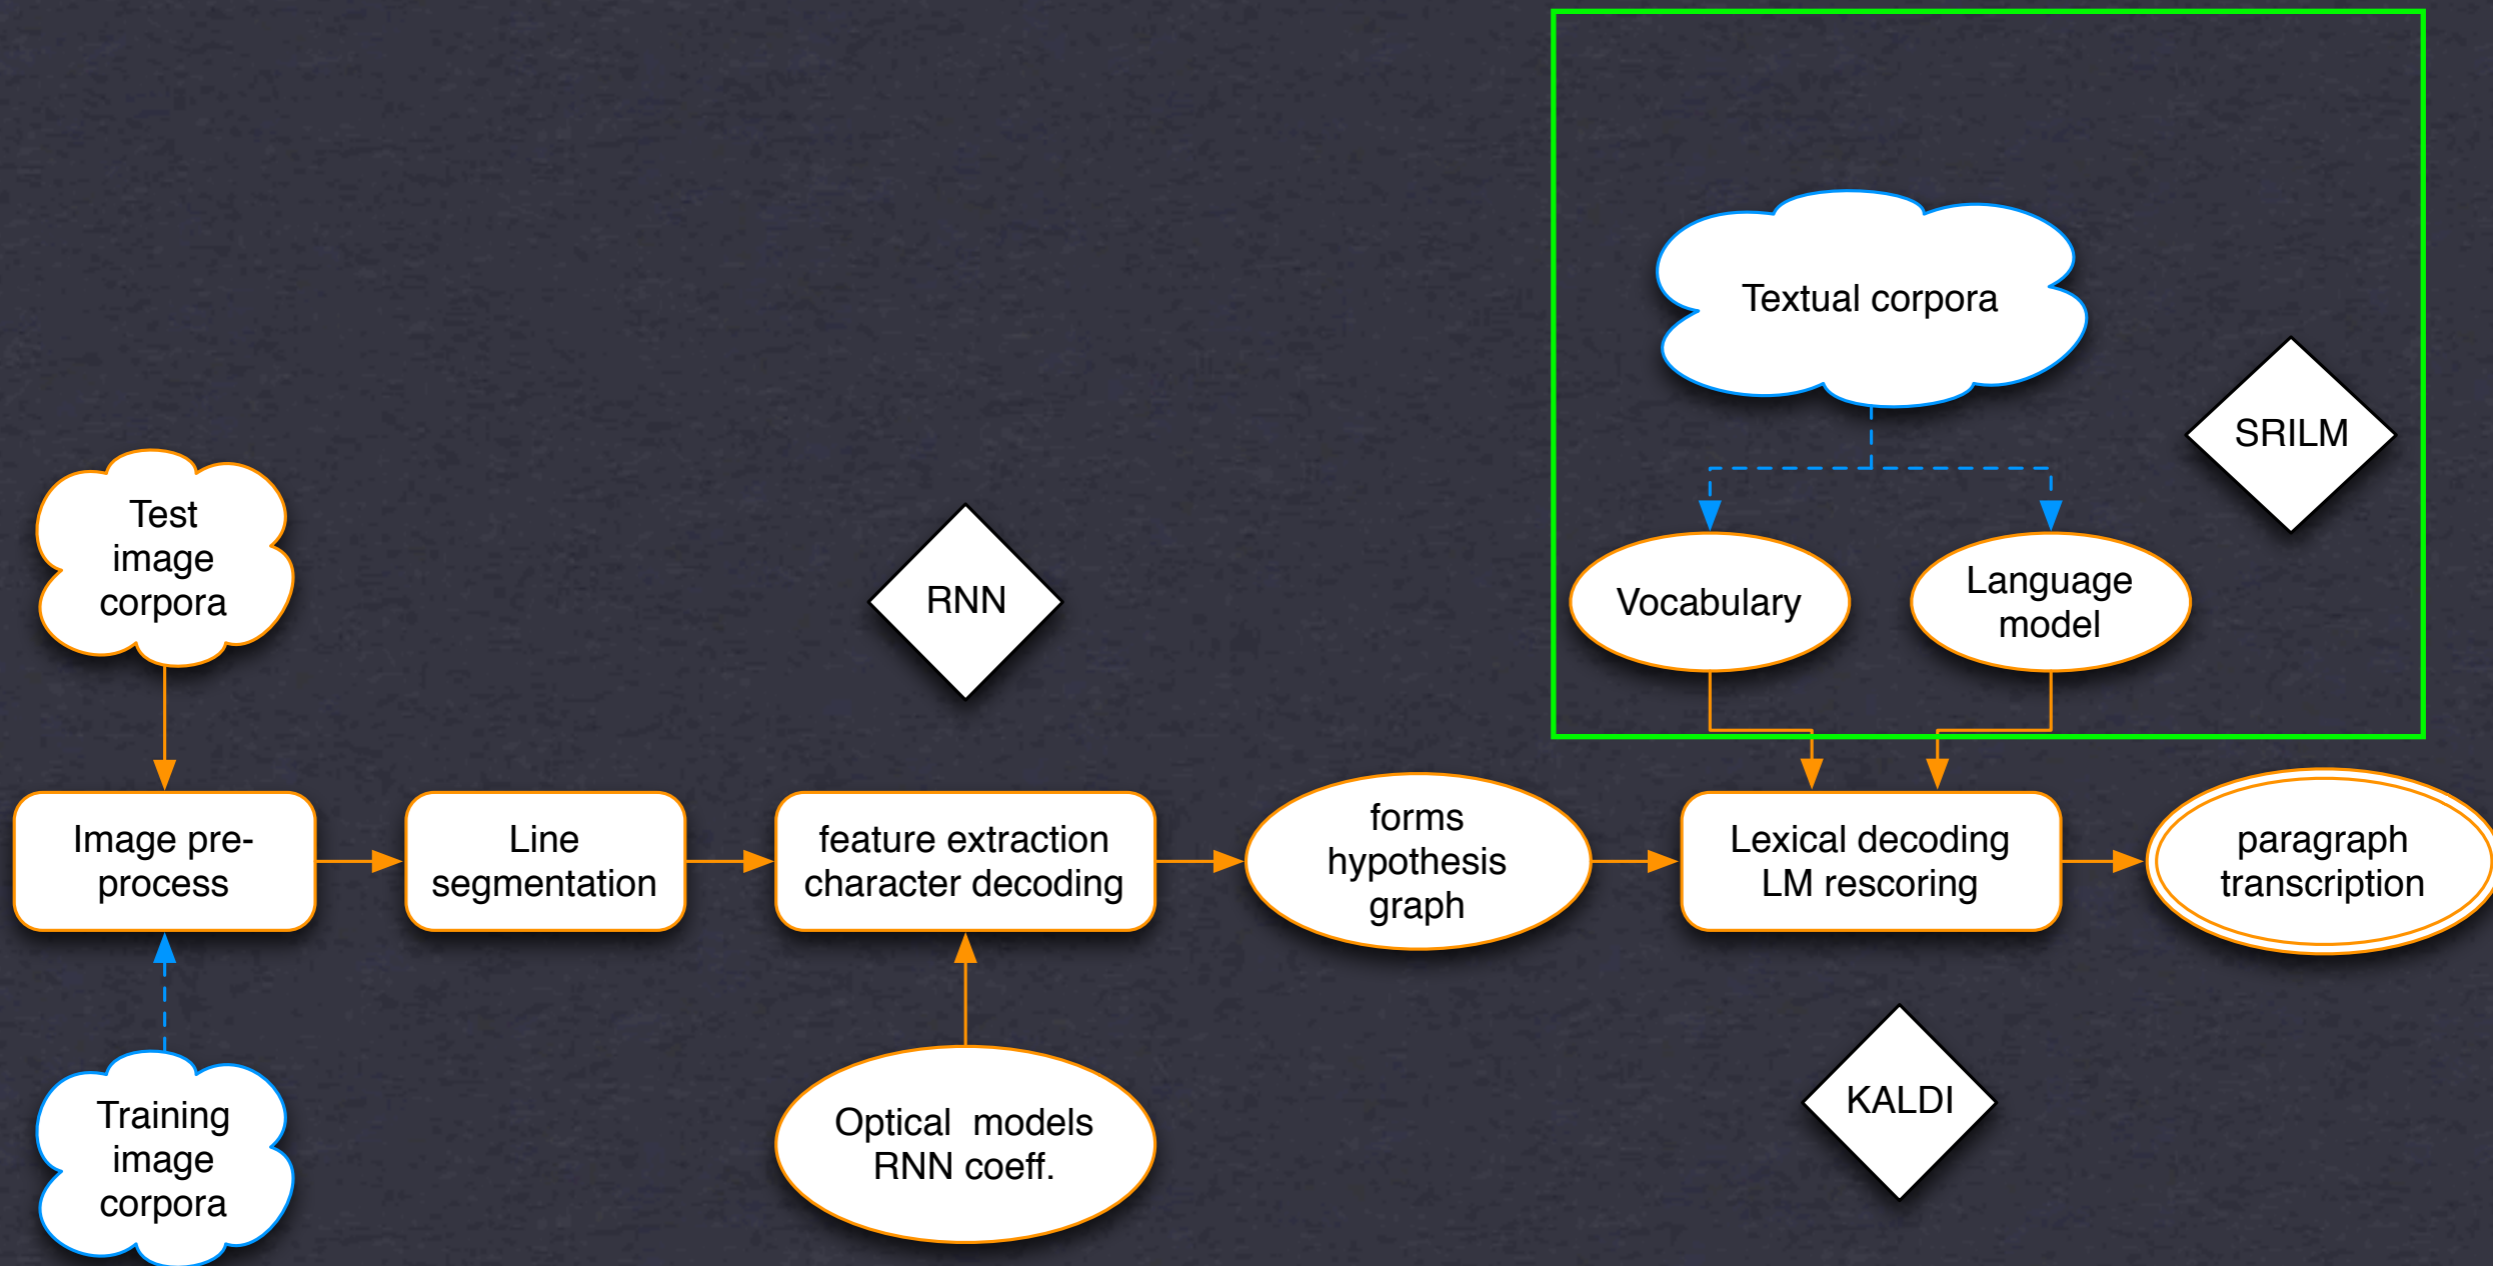 Textual corpora
SRILM
Test
image
corpora
RNN
Vocabulary
Language
model
Image pre-
process
Line
segmentation
feature extraction
character decoding
forms
hypothesis
graph
Lexical decoding
LM rescoring
paragraph
transcription
Training
image
corpora
Optical  models
RNN coeff.
KALDI